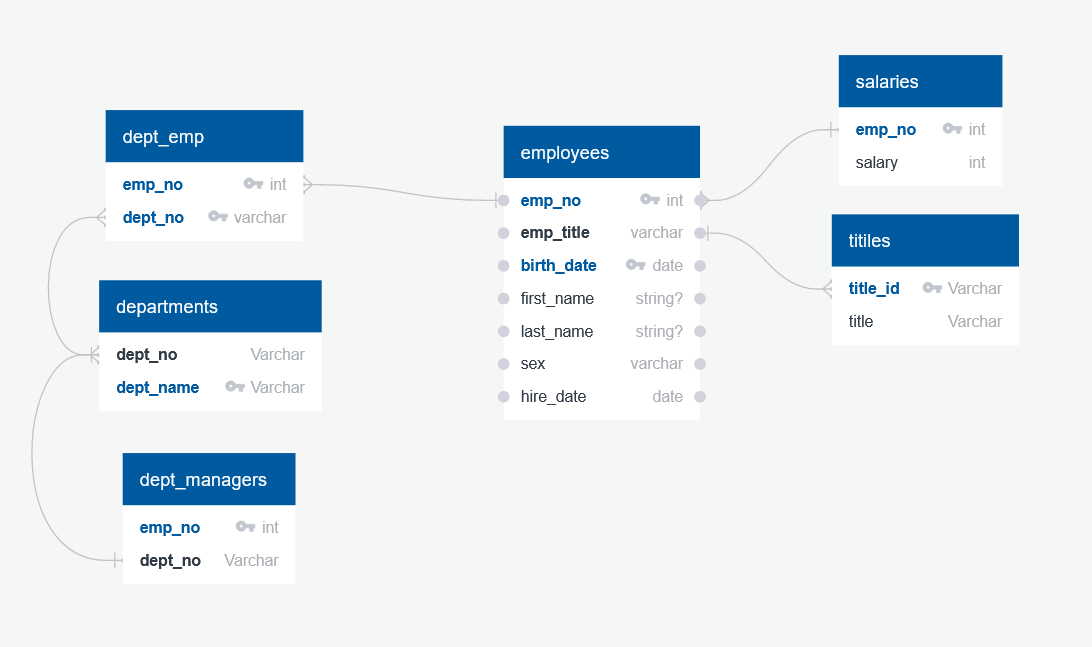 dept_emp
emp_no int
dept_no varchar
departments
dept_no Varchar
dept_name Varchar
dept_managers
emp_no int
dept_no Varchar
employees
emp_no int
emp_title varchar
birth_date date
first_name string?
last_name string?
sex varchar
hire_date date
salaries
emp_no int
salary int
titiles
title_id Varchar
title Varchar